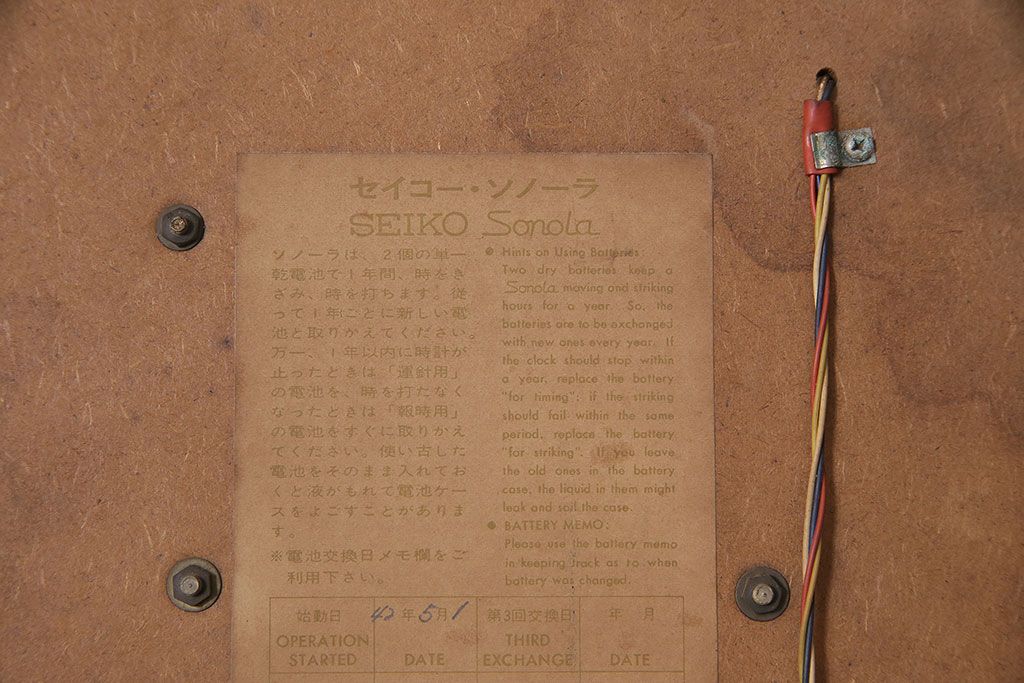 セイコー・ソノーラ
SEIKO Sonola
ソノーラは、2個の単一
乾電池で1年間、時をき
ざみ、時を打ちます。従
って1年ごとに新しい電
池と取りかえてください。
万一、1年以内に時計が
止ったときは「運針用」
の電池を、時を打たなく
なったときは「報時用」
の電池をすぐに取りかえ
てください。使い古した
電池をそのまま入れてお
くと液がもれて電池ケー
スをよごすことがありま
す。
※電池交換日メモ欄をご
利用下さい。
● Hints on Using Batteries
Two dry batteries keep a
Sonola moving and striking
hours for a year. So, the
batteries are to be exchanged
with new ones every year. If
the clock should stop within
a year, replace the battery
"for timing"; if the striking
should fail within the same
period, replace the battery
"for striking". If you leave
the old ones in the battery
case, the liquid in them might
leak and soil the case.
● BATTERY MEMO:
Please use the battery memo
in keeping track as to when
battery was changed.
始動日 42年5月1 第3回交換日 年 月
OPERATION STARTED DATE THIRD EXCHANGE DATE